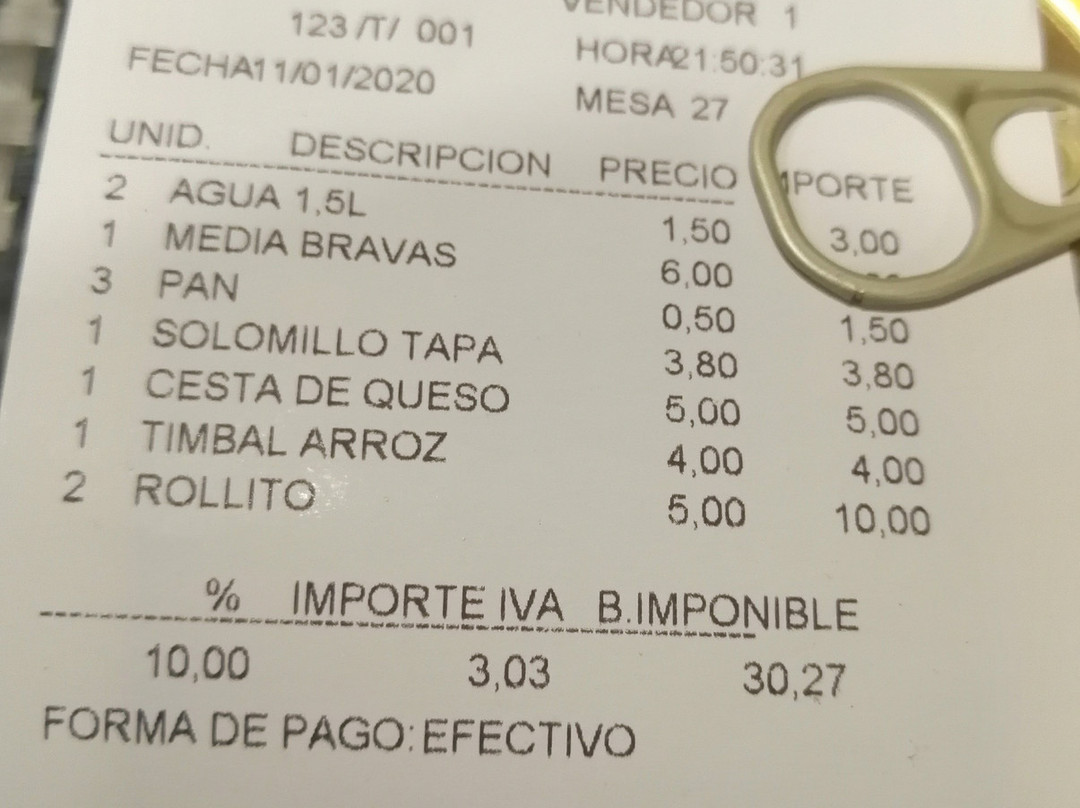 VENDEDOR 1
123 /T/ 001
HORA21:50:31
FECHA11/01/2020
MESA 27
UNID. DESCRIPCION PRECIO IMPORTE
2 AGUA 1,5L 1,50 3,00
1 MEDIA BRAVAS 6,00
3 PAN 0,50 1,50
1 SOLOMILLO TAPA 3,80 3,80
1 CESTA DE QUESO 5,00 5,00
1 TIMBAL ARROZ 4,00 4,00
2 ROLLITO 5,00 10,00
% IMPORTE IVA B.IMPONIBLE
10,00 3,03 30,27
FORMA DE PAGO:EFECTIVO